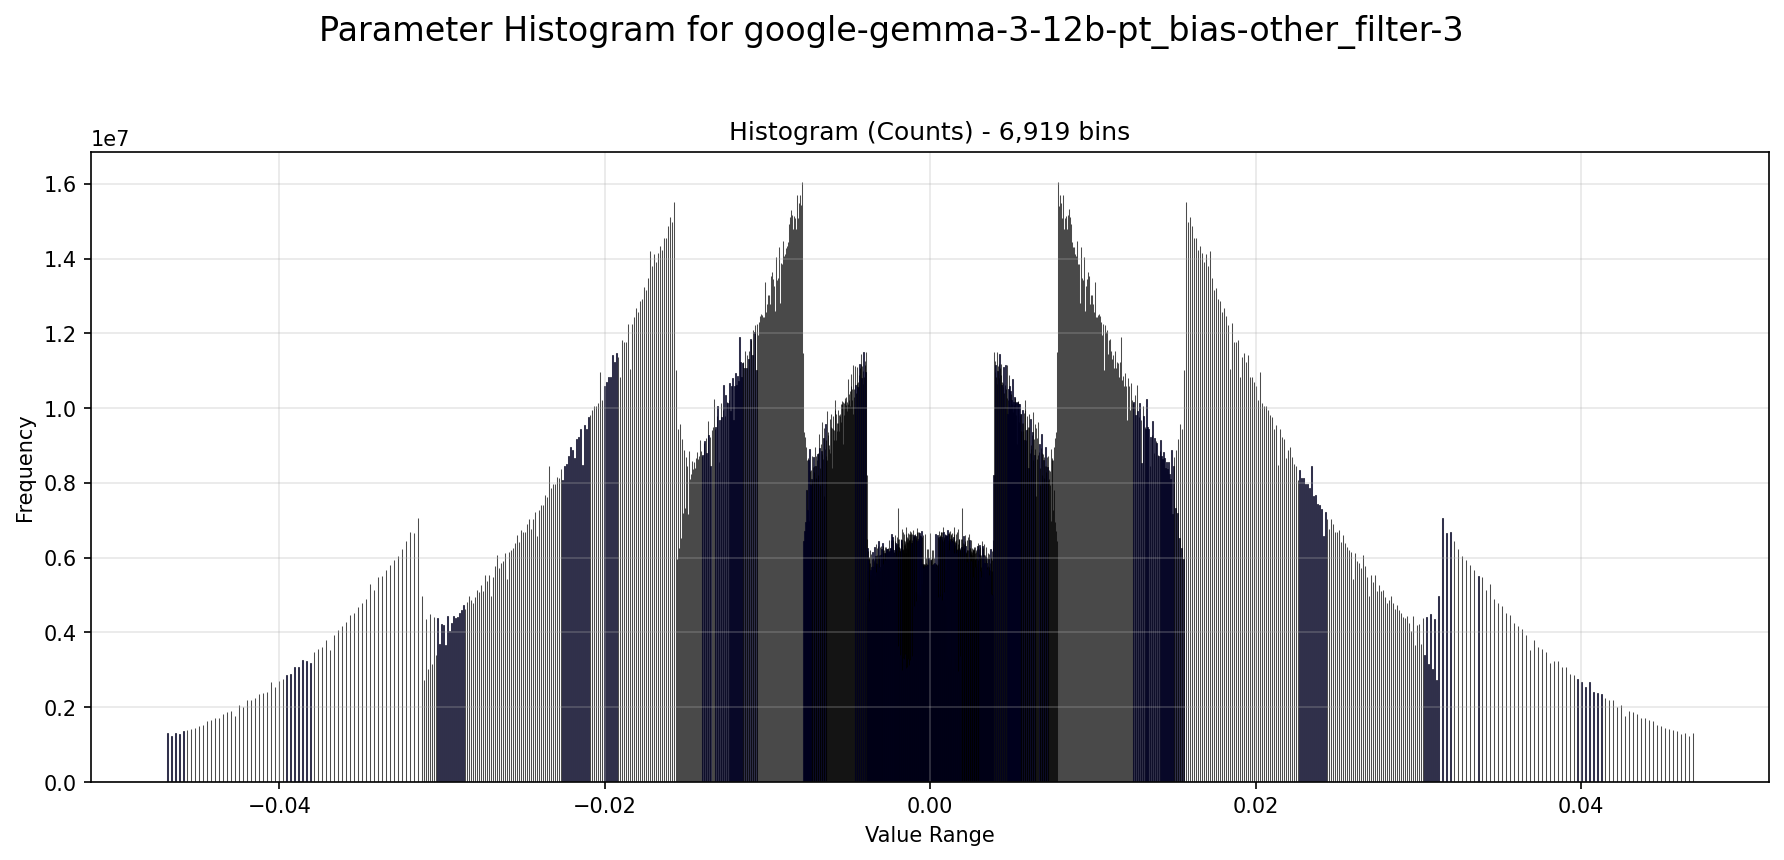 Parameter Histogram for google-gemma-3-12b-pt_bias-other_filter-3
Histogram (Counts) - 6,919 bins
1e7
1.6
1.4
1.2
1.0
0.8
0.6
0.4
0.2
0.0
Frequency
−0.04 −0.02 0.00 0.02 0.04
Value Range